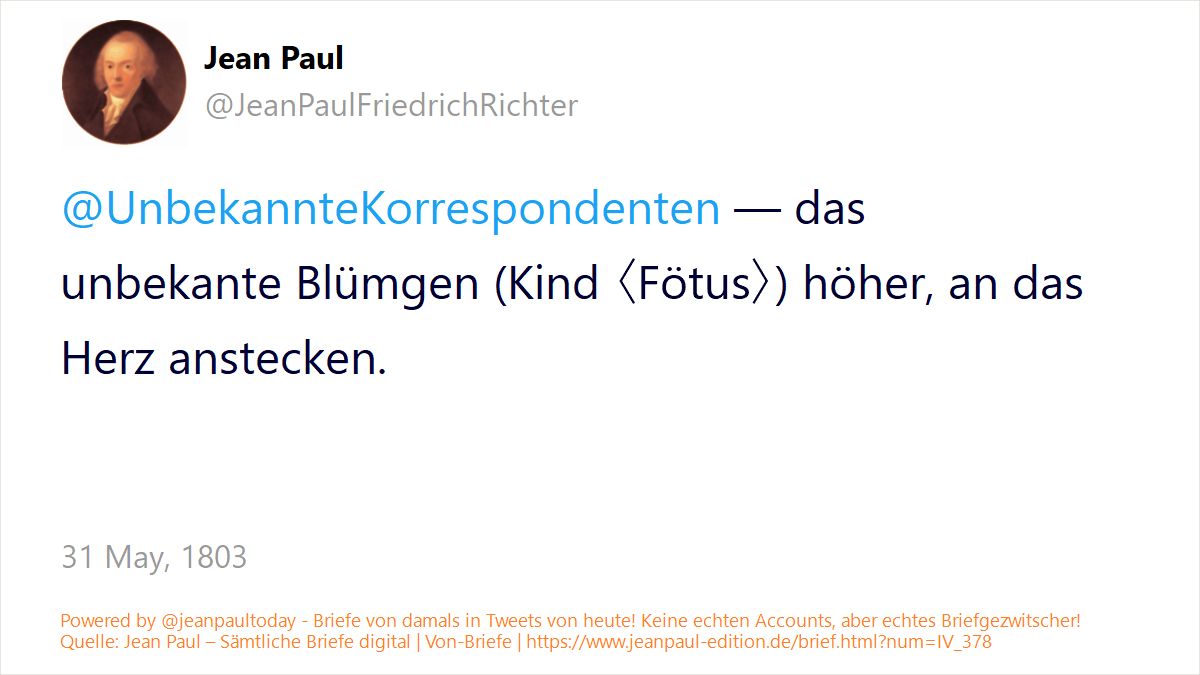 Jean Paul
@JeanPaulFriedrichRichter
@UnbekannteKorrespondenten — das
unbekante Blümgen (Kind 〈Fötus〉) höher, an das
Herz anstecken.
31 May, 1803
Powered by @jeanpaultoday - Briefe von damals in Tweets von heute! Keine echten Accounts, aber echtes Briefgezwitscher!
Quelle: Jean Paul – Sämtliche Briefe digital | Von-Briefe | https://www.jeanpaul-edition.de/brief.html?num=IV_378